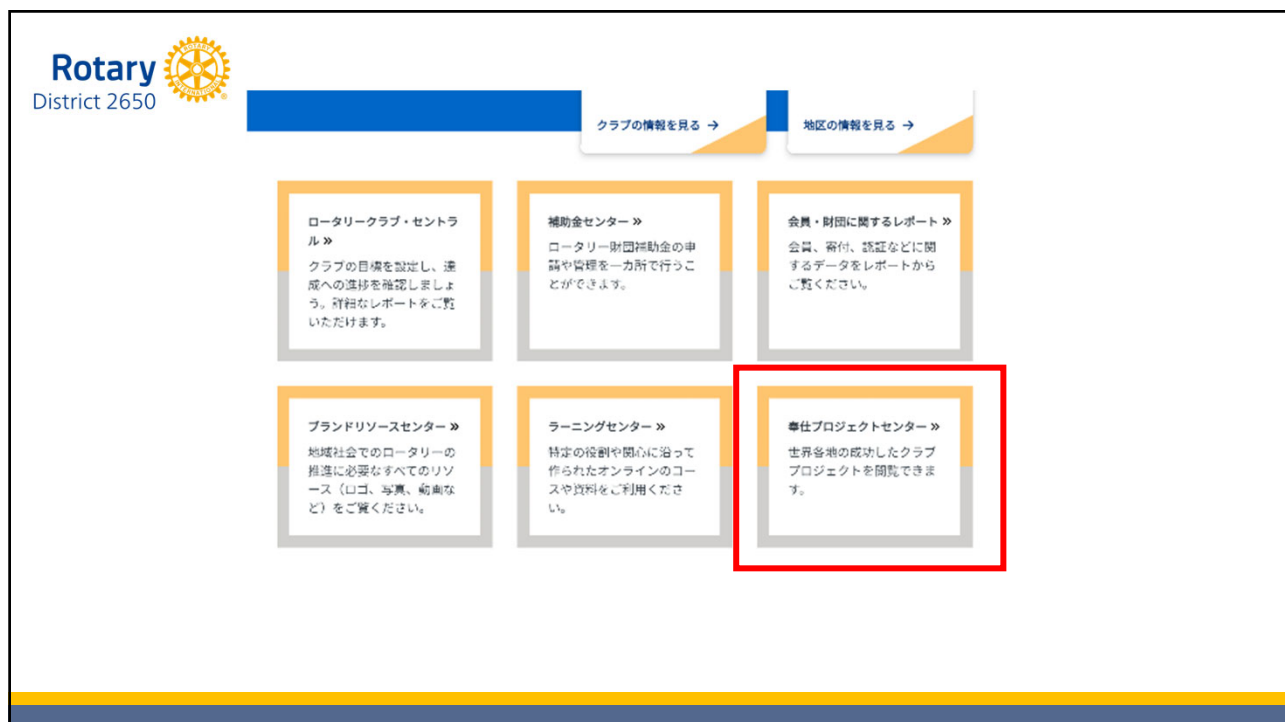 Rotary
District 2650
クラブの情報を見る →
地区の情報を見る →
ロータリークラブ・セントラ
ル »
クラブの目標を設定し、達
成への進捗を確認しましょ
う。詳細なレポートをご覧
いただけます。
補助金センター »
ロータリー財団補助金の申
請や管理を一カ所で行うこ
とができます。
会員・財団に関するレポート »
会員、寄付、認証などに関
するデータをレポートから
ご覧ください。
ブランドリソースセンター »
地域社会でのロータリーの
推進に必要なすべてのリソ
ース（ロゴ、写真、動画な
ど）をご覧ください。
ラーニングセンター »
特定の役割や関心に沿って
作られたオンラインのコー
スや資料をご利用くださ
い。
奉仕プロジェクトセンター »
世界各地の成功したクラブ
プロジェクトを閲覧できま
す。